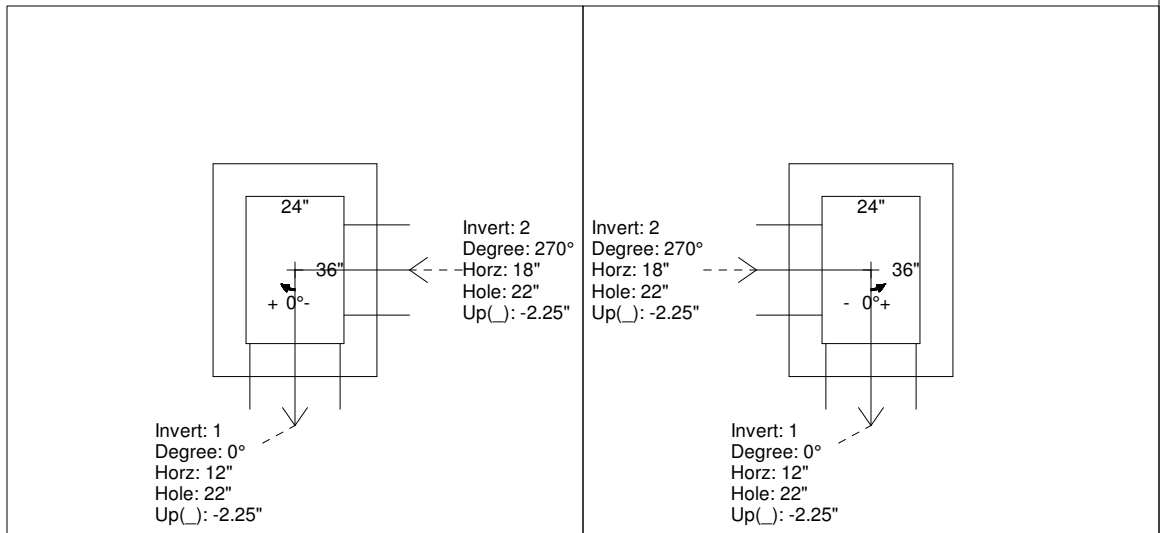 24"
36"
+ 0°-
Invert: 2
Degree: 270°
Horz: 18"
Hole: 22"
Up(_): -2.25"
Invert: 1
Degree: 0°
Horz: 12"
Hole: 22"
Up(_): -2.25"
Invert: 2
Degree: 270°
Horz: 18"
Hole: 22"
Up(_): -2.25"
24"
36"
- 0°+
Invert: 1
Degree: 0°
Horz: 12"
Hole: 22"
Up(_): -2.25"